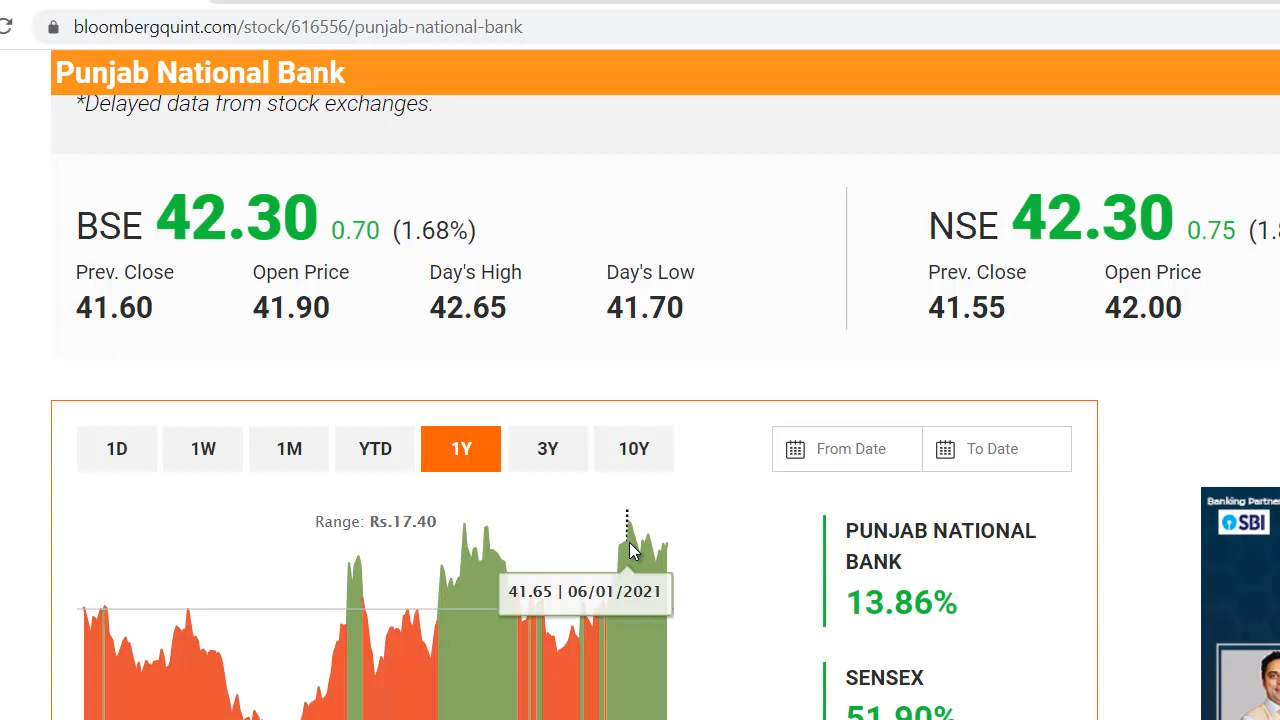 bloombergquint.com/stock/616556/punjab-national-bank
Punjab National Bank
*Delayed data from stock exchanges.
BSE 42.30 0.70 (1.68%)
Prev. Close Open Price Day's High Day's Low
41.60 41.90 42.65 41.70
NSE 42.30 0.75 (1.8
Prev. Close Open Price
41.55 42.00
1D 1W 1M YTD 1Y 3Y 10Y
From Date To Date
Range: Rs.17.40
41.65 | 06/01/2021
PUNJAB NATIONAL
BANK
13.86%
SENSEX
51.90%
Banking Partner
SBI